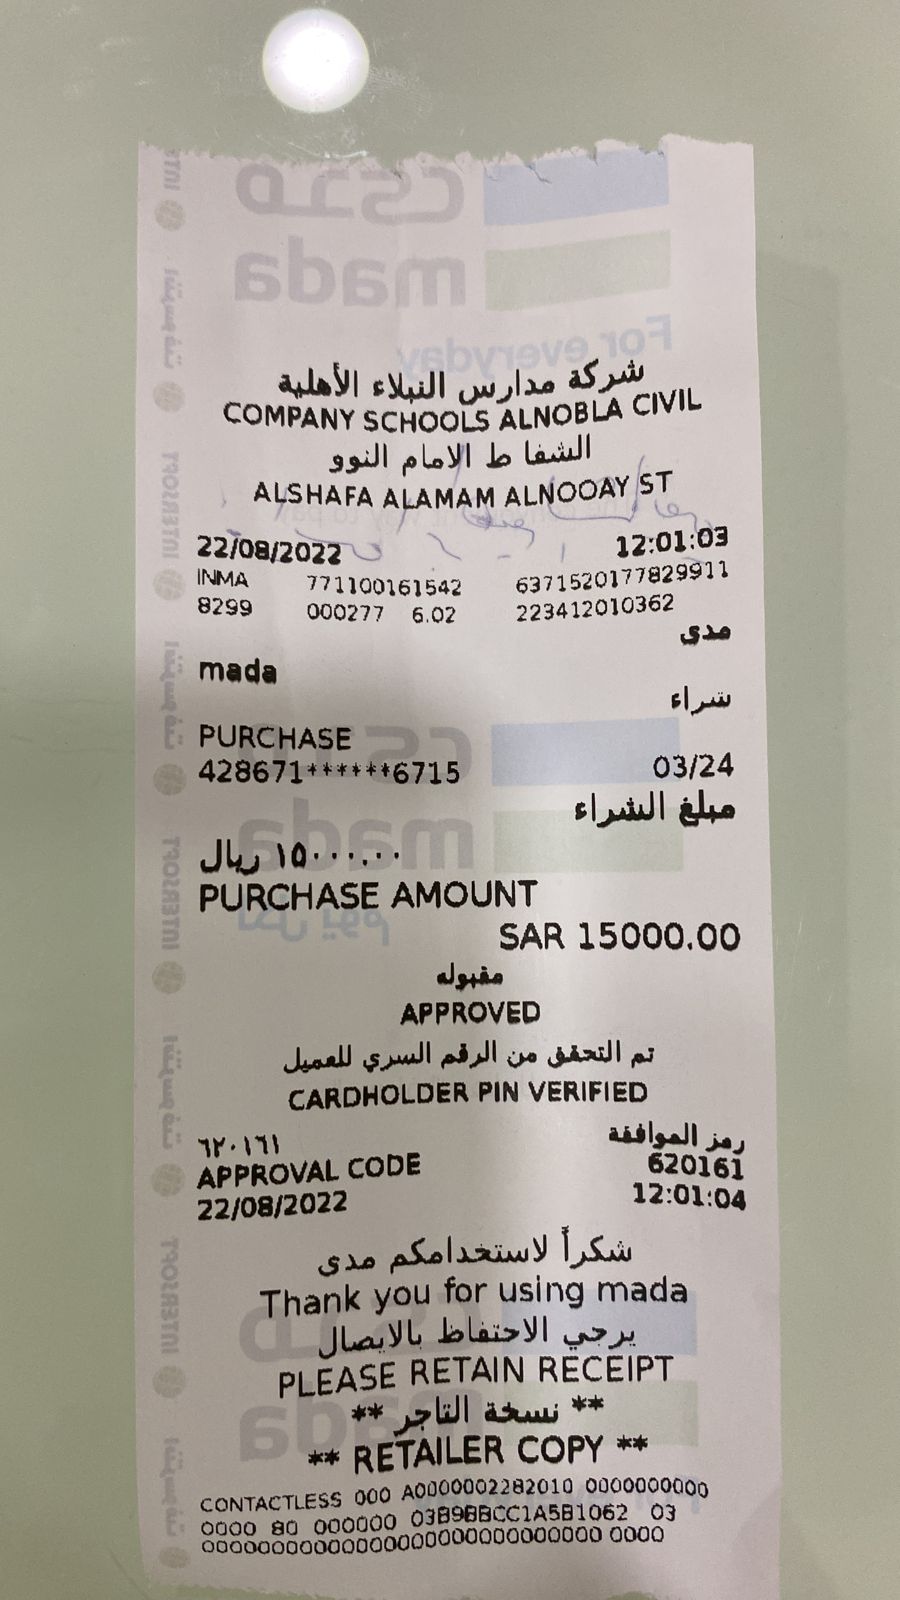 شركة مدارس النبلاء الأهلية
COMPANY SCHOOLS ALNOBLA CIVIL
الشفا ط الامام النوو
ALSHAFA ALAMAM ALNOOAY ST
22/08/2022 12:01:03
INMA 771100161542 6371520177829911
8299 000277 6.02 223412010362
مدى
mada
شراء
PURCHASE
428671******6715 03/24
مبلغ الشراء
١٥٠٠٠.٠٠ ريال
PURCHASE AMOUNT
SAR 15000.00
مقبوله
APPROVED
تم التحقق من الرقم السري للعميل
CARDHOLDER PIN VERIFIED
رمز الموافقة ٦٢٠١٦١
APPROVAL CODE 620161
22/08/2022 12:01:04
شكراً لاستخدامكم مدى
Thank you for using mada
يرجي الاحتفاظ بالايصال
PLEASE RETAIN RECEIPT
** نسخة التاجر **
** RETAILER COPY **
CONTACTLESS 000 A0000002282010 0000000000
0000 80 000000 03B9BBCC1A5B1062 03